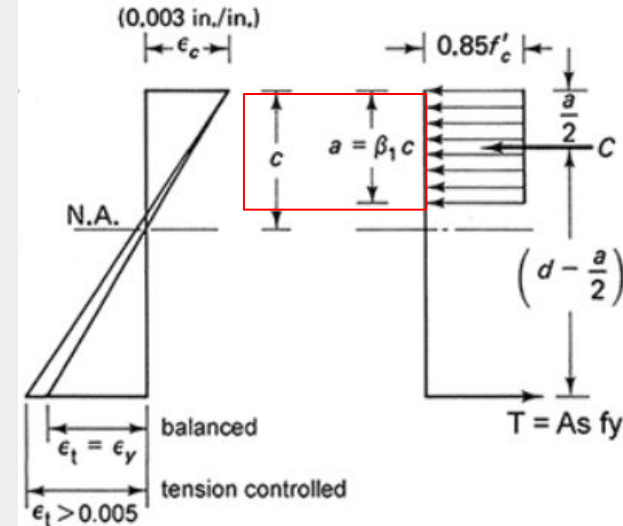 (0.003 in./in.)
ϵc
0.85f′c
a/2
c
a = β₁ c
C
N.A.
(d − a/2)
T = As fy
balanced
ϵt = ϵy
tension controlled
ϵt > 0.005